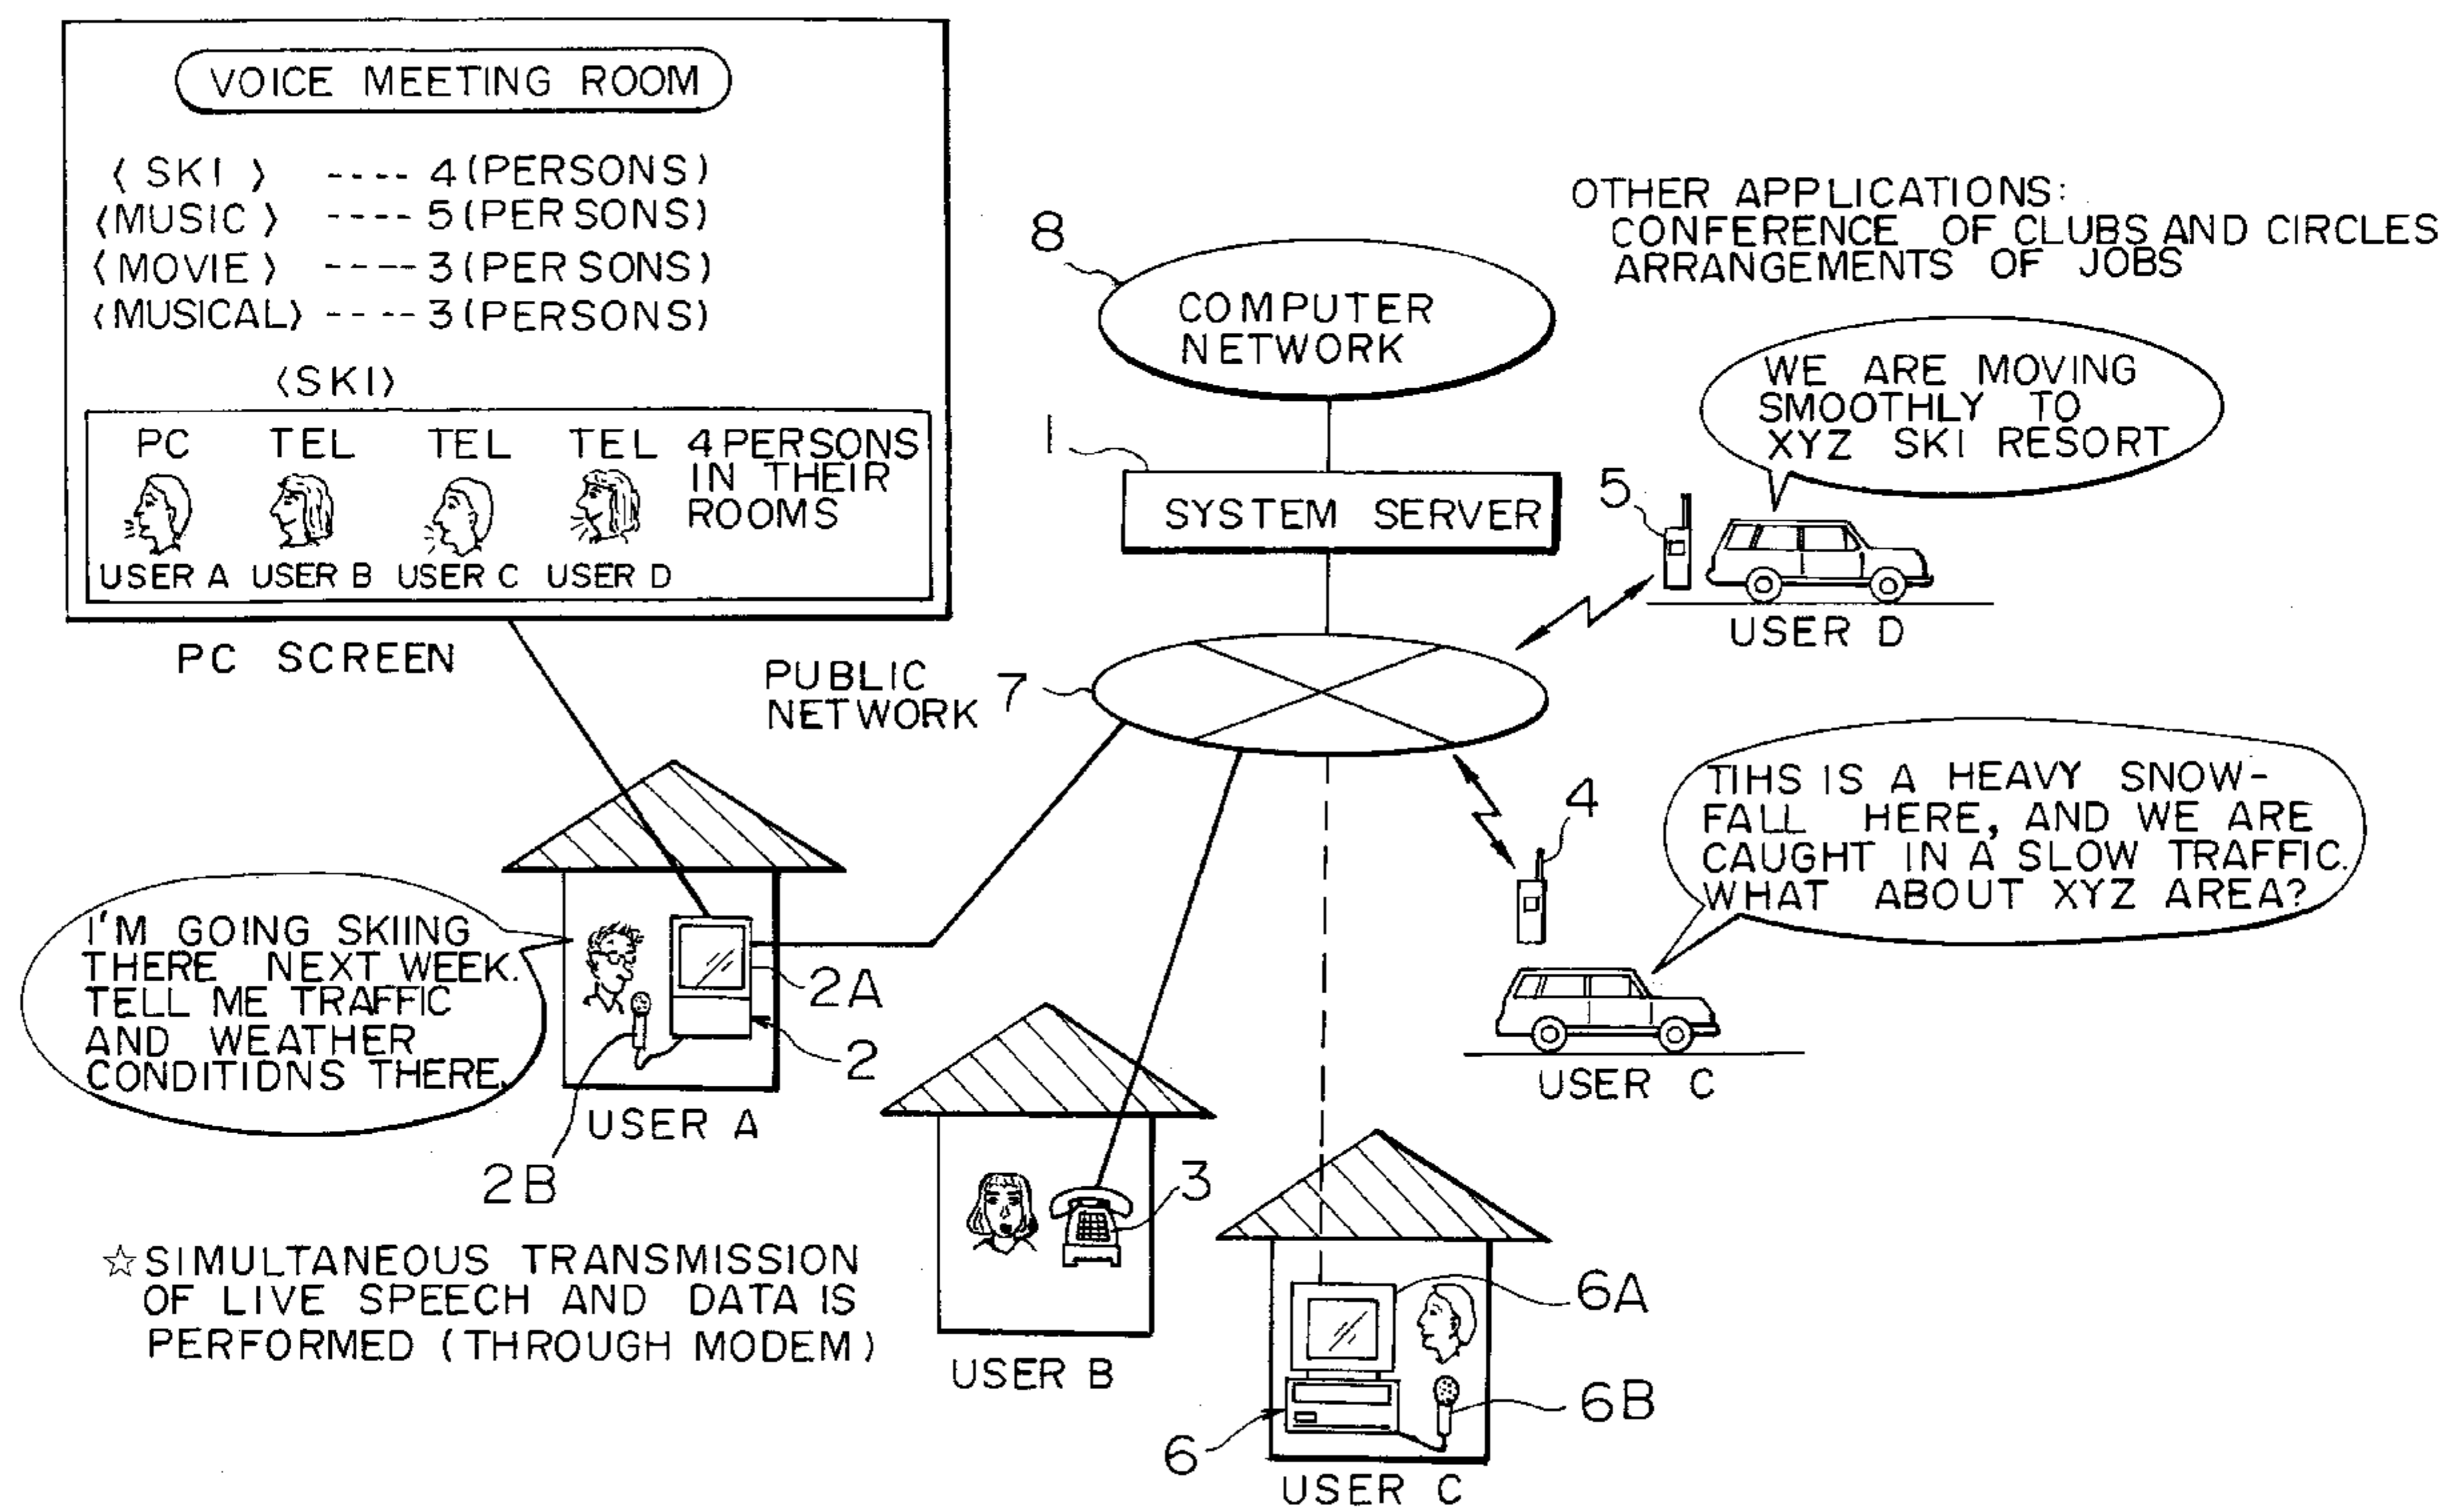 VOICE MEETING ROOM
〈 SKI 〉 ---- 4 (PERSONS)
〈MUSIC 〉 ---- 5 (PERSONS)
〈MOVIE 〉 ---- 3 (PERSONS)
〈MUSICAL〉 ---- 3 (PERSONS)
〈SKI〉
PC TEL TEL TEL 4 PERSONS
IN THEIR
ROOMS
USER A USER B USER C USER D
PC SCREEN
OTHER APPLICATIONS:
CONFERENCE OF CLUBS AND CIRCLES
ARRANGEMENTS OF JOBS
8
COMPUTER
NETWORK
1
SYSTEM SERVER
WE ARE MOVING
SMOOTHLY TO
XYZ SKI RESORT
5
USER D
PUBLIC
NETWORK 7
TIHS IS A HEAVY SNOW-
FALL HERE, AND WE ARE
CAUGHT IN A SLOW TRAFFIC.
WHAT ABOUT XYZ AREA?
4
USER C
I'M GOING SKIING
THERE NEXT WEEK.
TELL ME TRAFFIC
AND WEATHER
CONDITIDNS THERE.
2A
2
USER A
2B
3
USER B
☆SIMULTANEOUS TRANSMISSION
OF LIVE SPEECH AND DATA IS
PERFORMED (THROUGH MODEM)
6A
6B
6
USER C